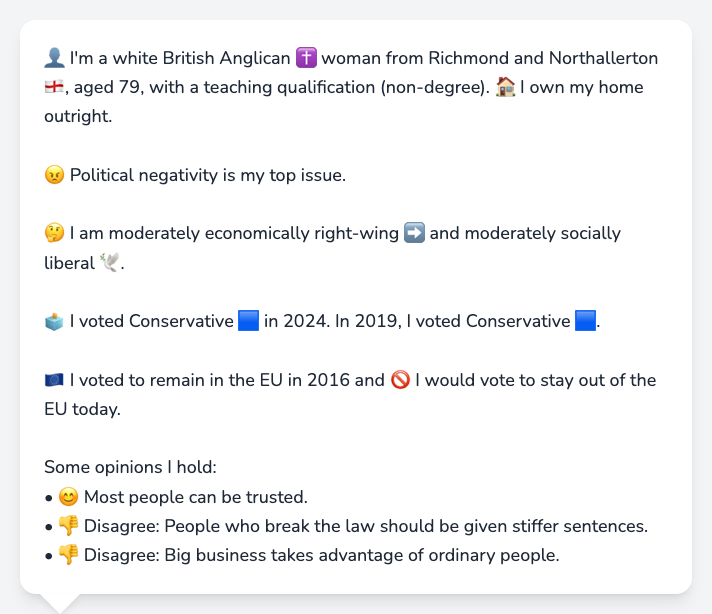 👤 I'm a white British Anglican ✝️ woman from Richmond and Northallerton
🏴󠁧󠁢󠁥󠁮󠁧󠁿, aged 79, with a teaching qualification (non-degree). 🏠 I own my home
outright.
😠 Political negativity is my top issue.
🤔 I am moderately economically right-wing ➡️ and moderately socially
liberal 🕊️.
🗳️ I voted Conservative 🟦 in 2024. In 2019, I voted Conservative 🟦.
🇪🇺 I voted to remain in the EU in 2016 and 🚫 I would vote to stay out of the
EU today.
Some opinions I hold:
• 😊 Most people can be trusted.
• 👎 Disagree: People who break the law should be given stiffer sentences.
• 👎 Disagree: Big business takes advantage of ordinary people.